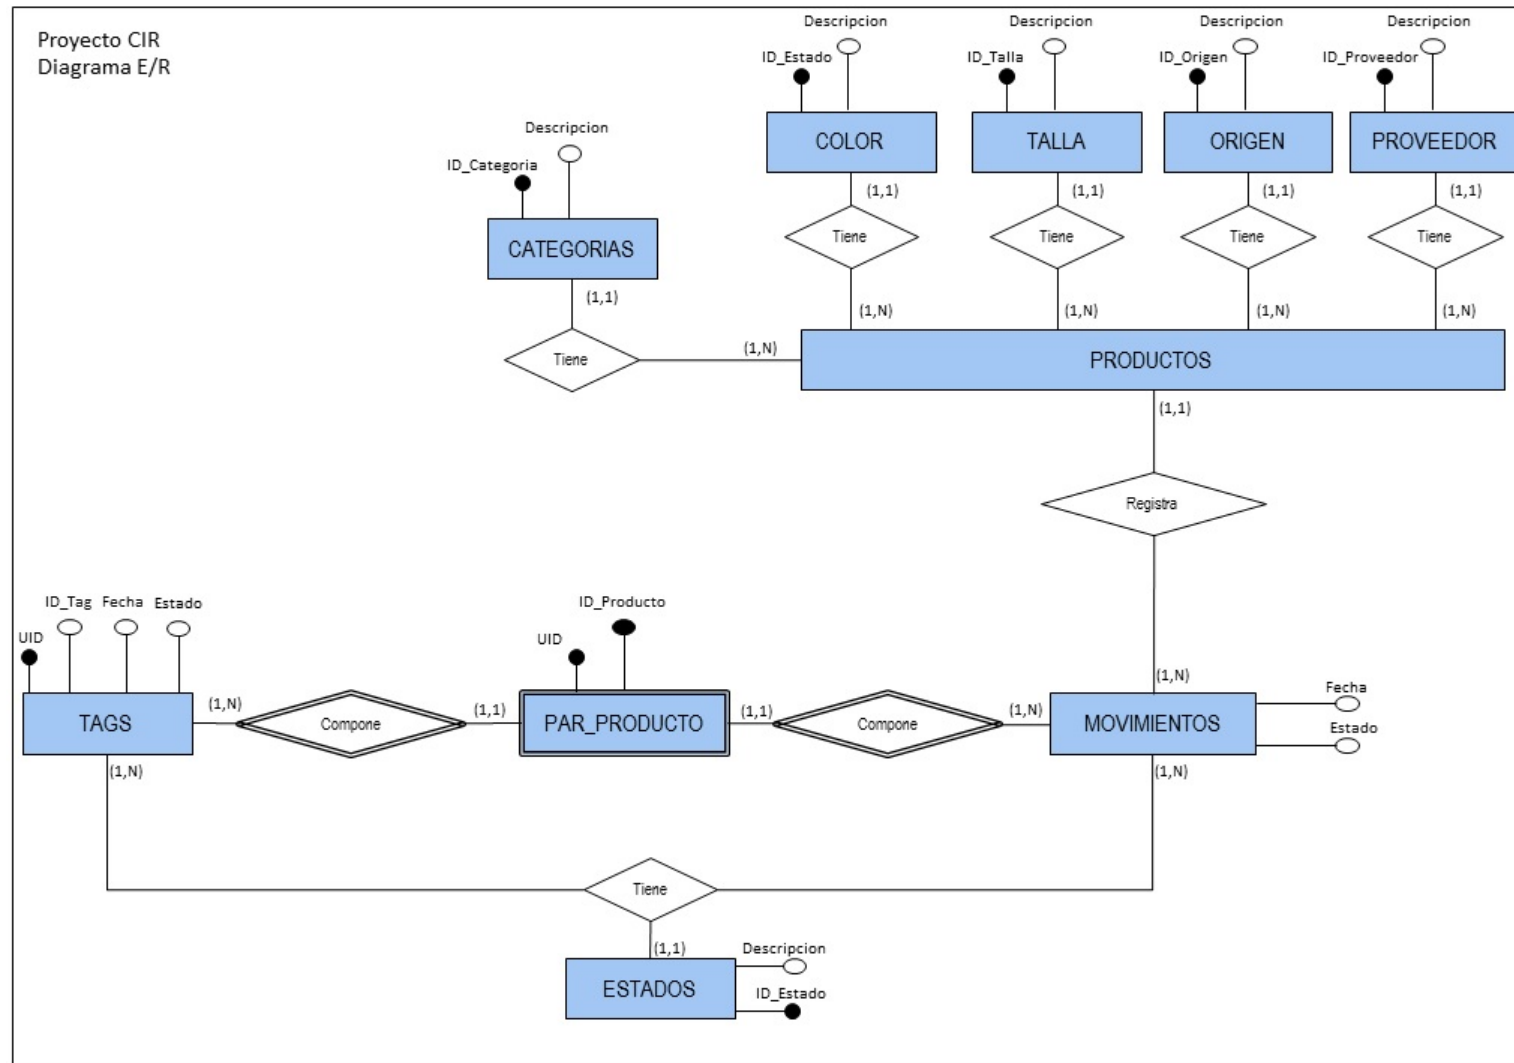 Proyecto CIR
Diagrama E/R
Descripcion
Descripcion
Descripcion
Descripcion
ID_Estado
ID_Talla
ID_Origen
ID_Proveedor
COLOR
TALLA
ORIGEN
PROVEEDOR
Descripcion
ID_Categoria
(1,1)
(1,1)
(1,1)
(1,1)
CATEGORIAS
Tiene
Tiene
Tiene
Tiene
(1,1)
(1,N)
(1,N)
(1,N)
(1,N)
Tiene
(1,N)
PRODUCTOS
(1,1)
Registra
ID_Tag
Fecha
Estado
UID
ID_Producto
UID
(1,N)
Fecha
Estado
TAGS
(1,N)
Compone
(1,1)
PAR_PRODUCTO
(1,1)
Compone
(1,N)
MOVIMIENTOS
(1,N)
(1,N)
Tiene
(1,1)
Descripcion
ESTADOS
ID_Estado